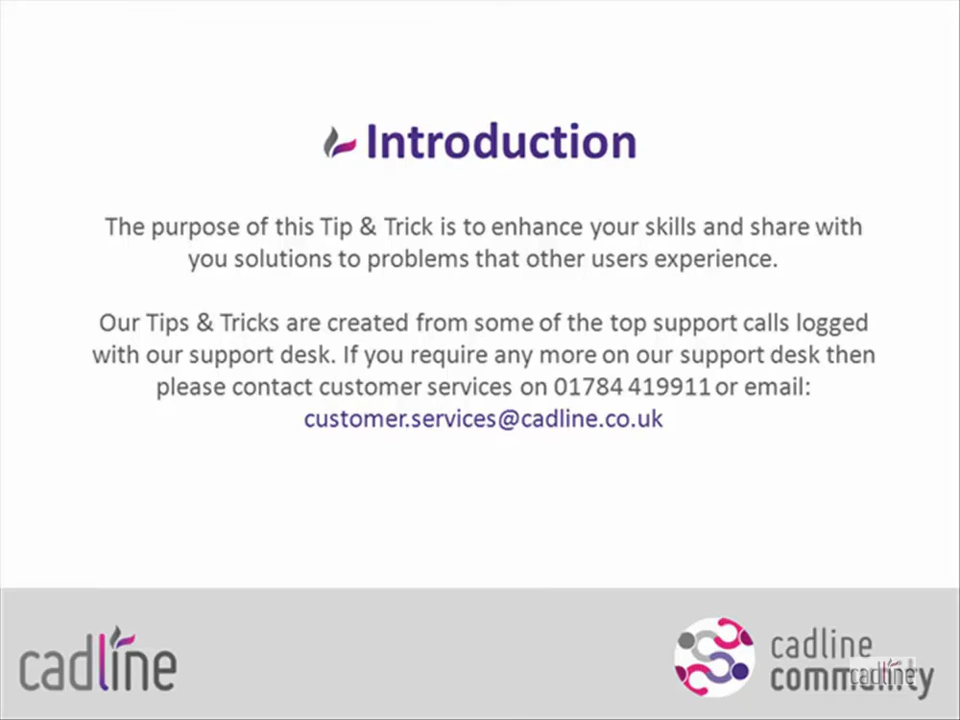 Introduction
The purpose of this Tip & Trick is to enhance your skills and share with
you solutions to problems that other users experience.
Our Tips & Tricks are created from some of the top support calls logged
with our support desk. If you require any more on our support desk then
please contact customer services on 01784 419911 or email:
customer.services@cadline.co.uk
cadline
cadline
community
cadline